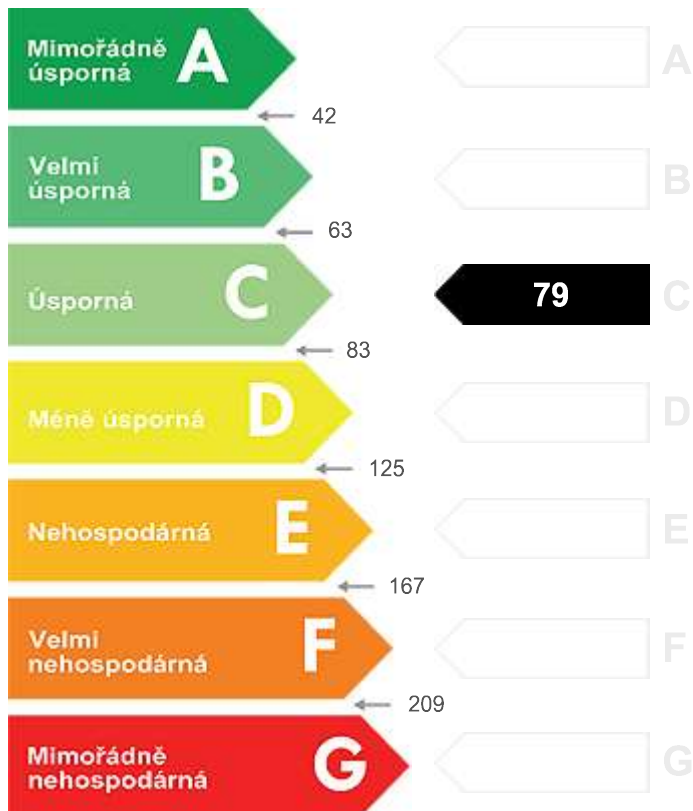 Mimořádně
úsporná
A
A
42
Velmi
úsporná
B
B
63
Úsporná
C
79
C
83
Méně úsporná
D
D
125
Nehospodárná
E
E
167
Velmi
nehospodárná
F
F
209
Mimořádně
nehospodárná
G
G